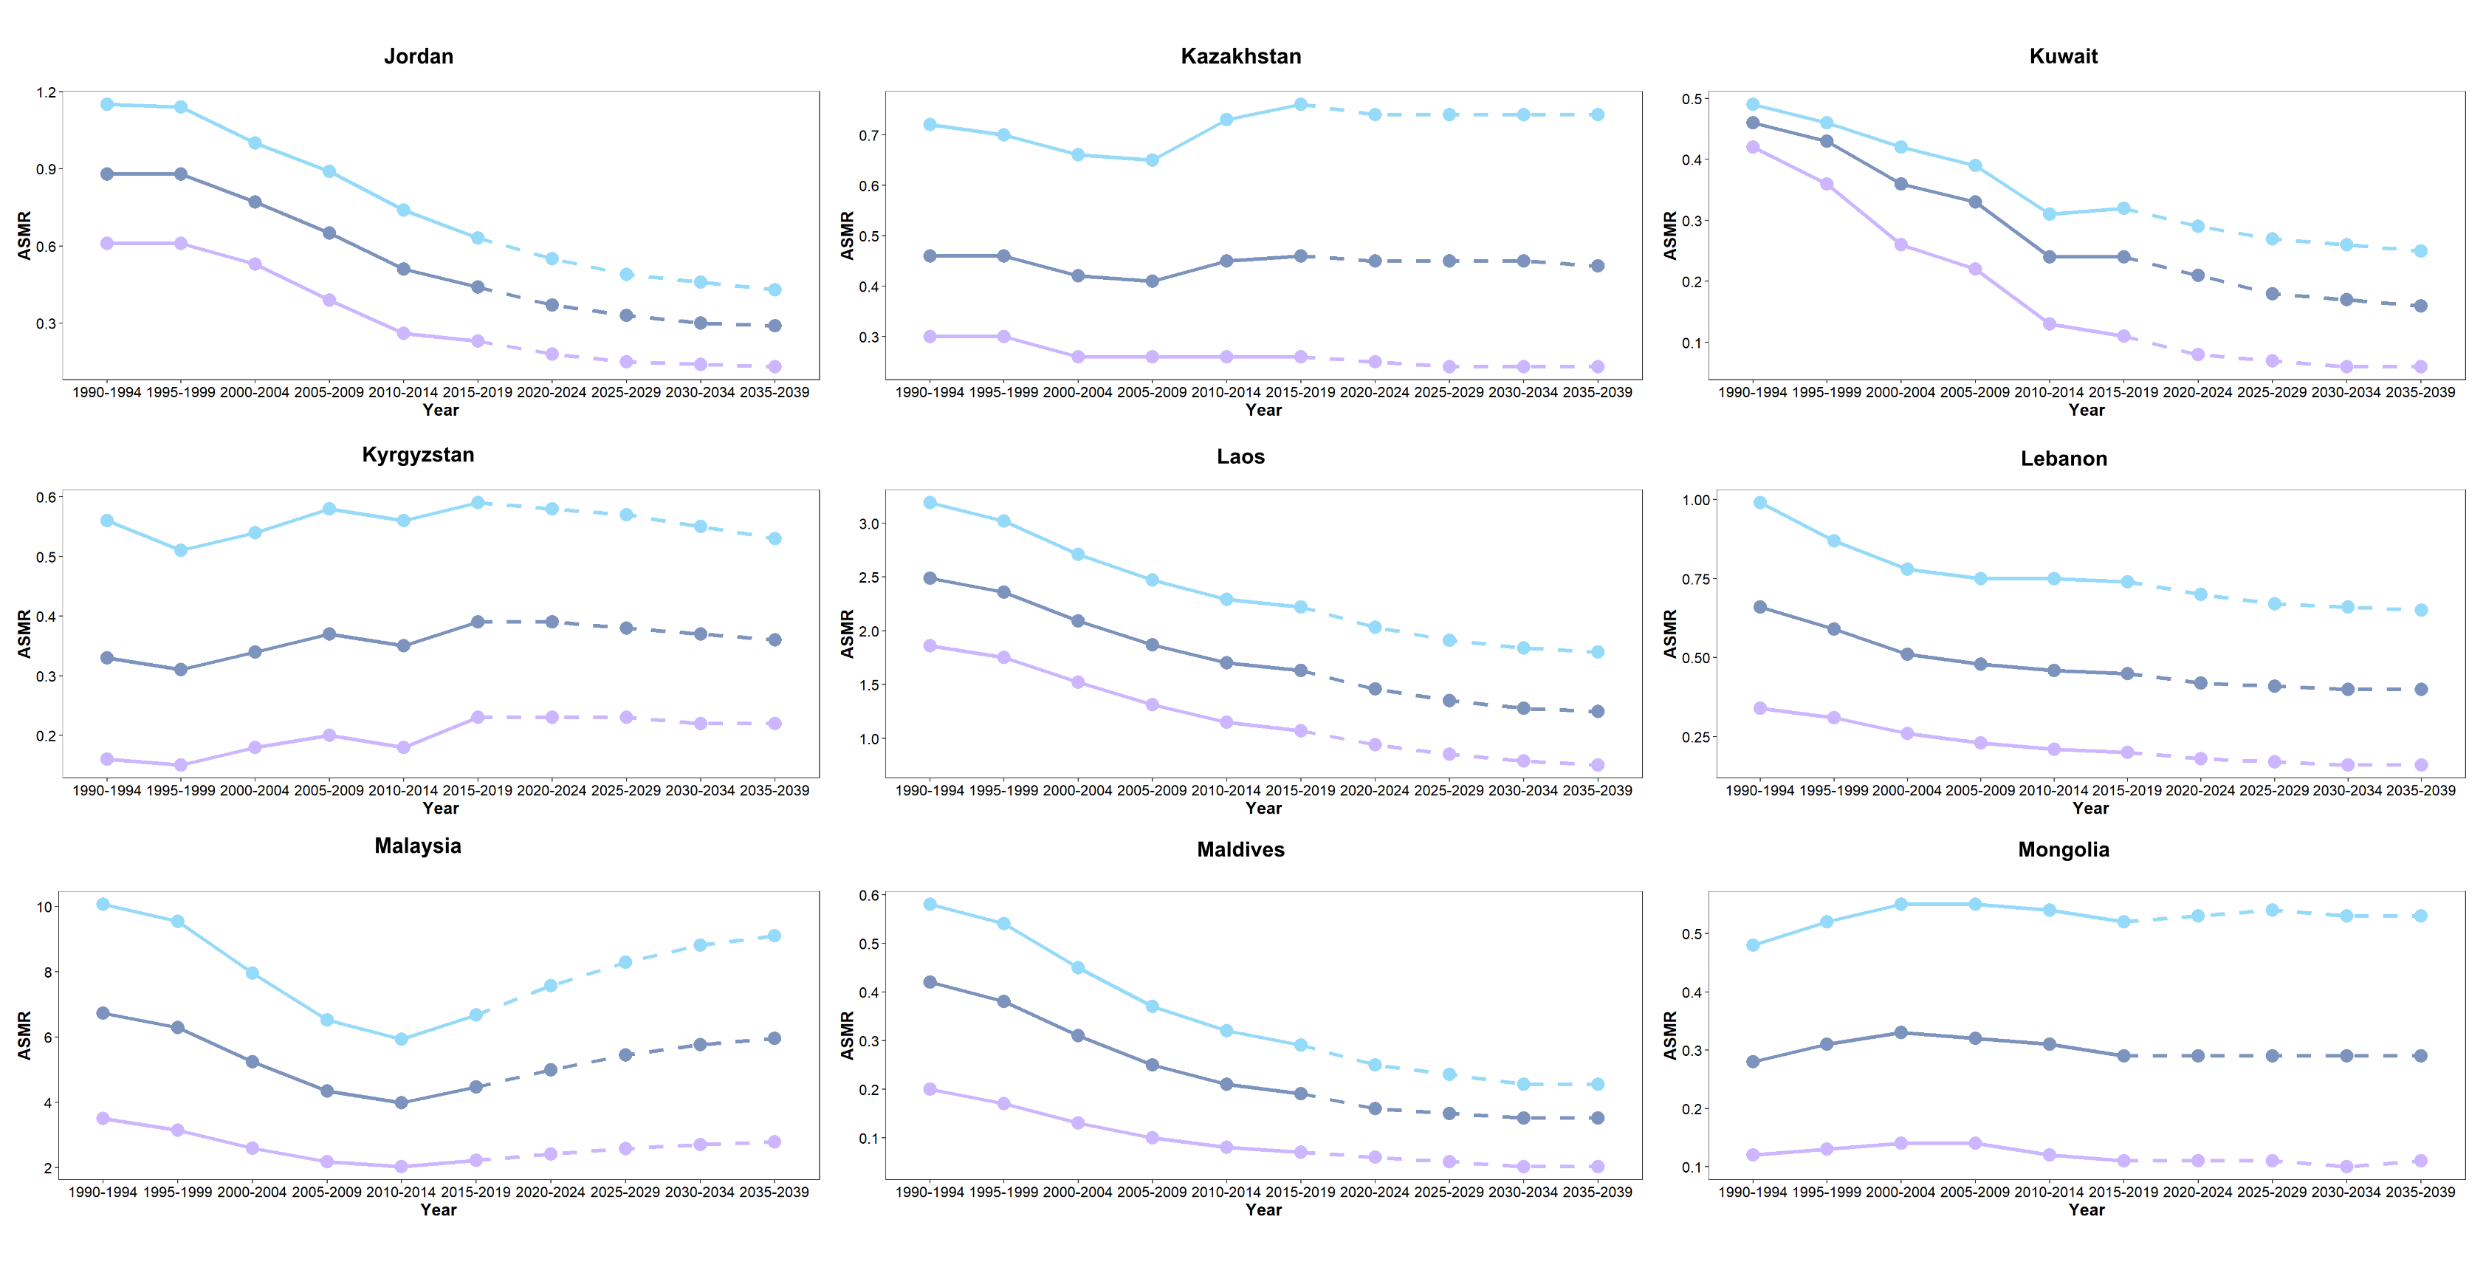 Jordan
1.2
0.9
0.6
0.3
ASMR
1990-1994 1995-1999 2000-2004 2005-2009 2010-2014 2015-2019 2020-2024 2025-2029 2030-2034 2035-2039
Year
Kazakhstan
0.7
0.6
0.5
0.4
0.3
ASMR
1990-1994 1995-1999 2000-2004 2005-2009 2010-2014 2015-2019 2020-2024 2025-2029 2030-2034 2035-2039
Year
Kuwait
0.5
0.4
0.3
0.2
0.1
ASMR
1990-1994 1995-1999 2000-2004 2005-2009 2010-2014 2015-2019 2020-2024 2025-2029 2030-2034 2035-2039
Year
Kyrgyzstan
0.6
0.5
0.4
0.3
0.2
ASMR
1990-1994 1995-1999 2000-2004 2005-2009 2010-2014 2015-2019 2020-2024 2025-2029 2030-2034 2035-2039
Year
Laos
3.0
2.5
2.0
1.5
1.0
ASMR
1990-1994 1995-1999 2000-2004 2005-2009 2010-2014 2015-2019 2020-2024 2025-2029 2030-2034 2035-2039
Year
Lebanon
1.00
0.75
0.50
0.25
ASMR
1990-1994 1995-1999 2000-2004 2005-2009 2010-2014 2015-2019 2020-2024 2025-2029 2030-2034 2035-2039
Year
Malaysia
10
8
6
4
2
ASMR
1990-1994 1995-1999 2000-2004 2005-2009 2010-2014 2015-2019 2020-2024 2025-2029 2030-2034 2035-2039
Year
Maldives
0.6
0.5
0.4
0.3
0.2
0.1
ASMR
1990-1994 1995-1999 2000-2004 2005-2009 2010-2014 2015-2019 2020-2024 2025-2029 2030-2034 2035-2039
Year
Mongolia
0.5
0.4
0.3
0.2
0.1
ASMR
1990-1994 1995-1999 2000-2004 2005-2009 2010-2014 2015-2019 2020-2024 2025-2029 2030-2034 2035-2039
Year